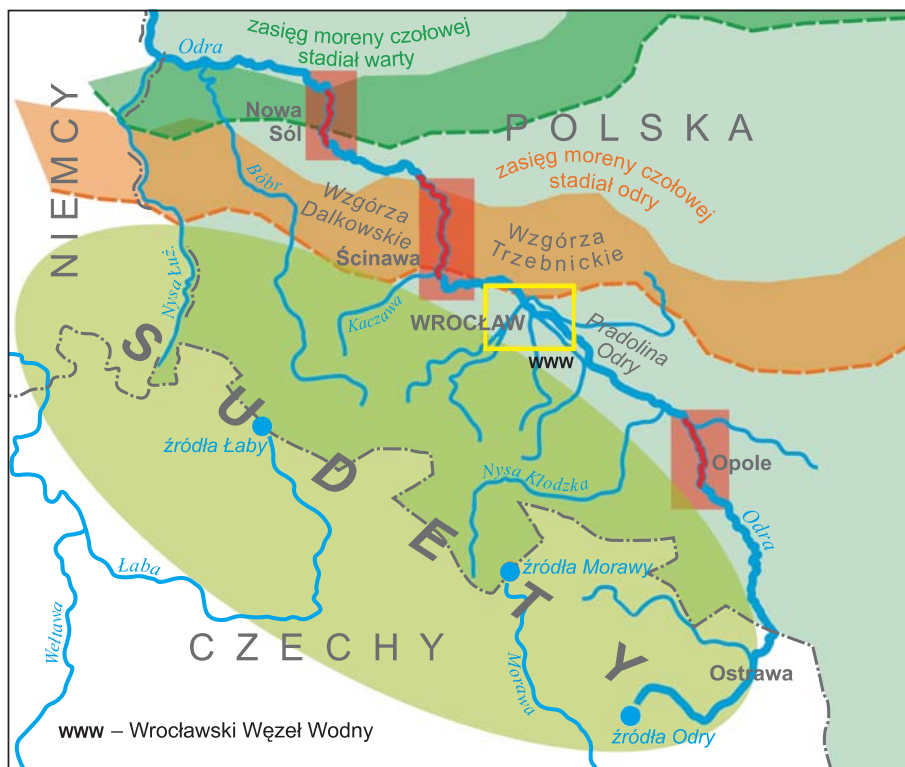 zasięg moreny czołowej
stadiał warty
Odra
NIEMCY
Nowa
Sól
POLSKA
zasięg moreny czołowej
stadiał odry
Bóbr
Wzgórza
Dalkowskie
Wzgórza
Trzebnickie
Ścinawa
Nysa Łuż.
Kaczawa
WROCŁAW
Pradolina
Odry
WWW
SUDETY
źródła Łaby
Opole
Nysa Kłodzka
Odra
Łaba
źródła Morawy
Wełtawa
CZECHY
Morawa
Ostrawa
źródła Odry
WWW – Wrocławski Węzeł Wodny